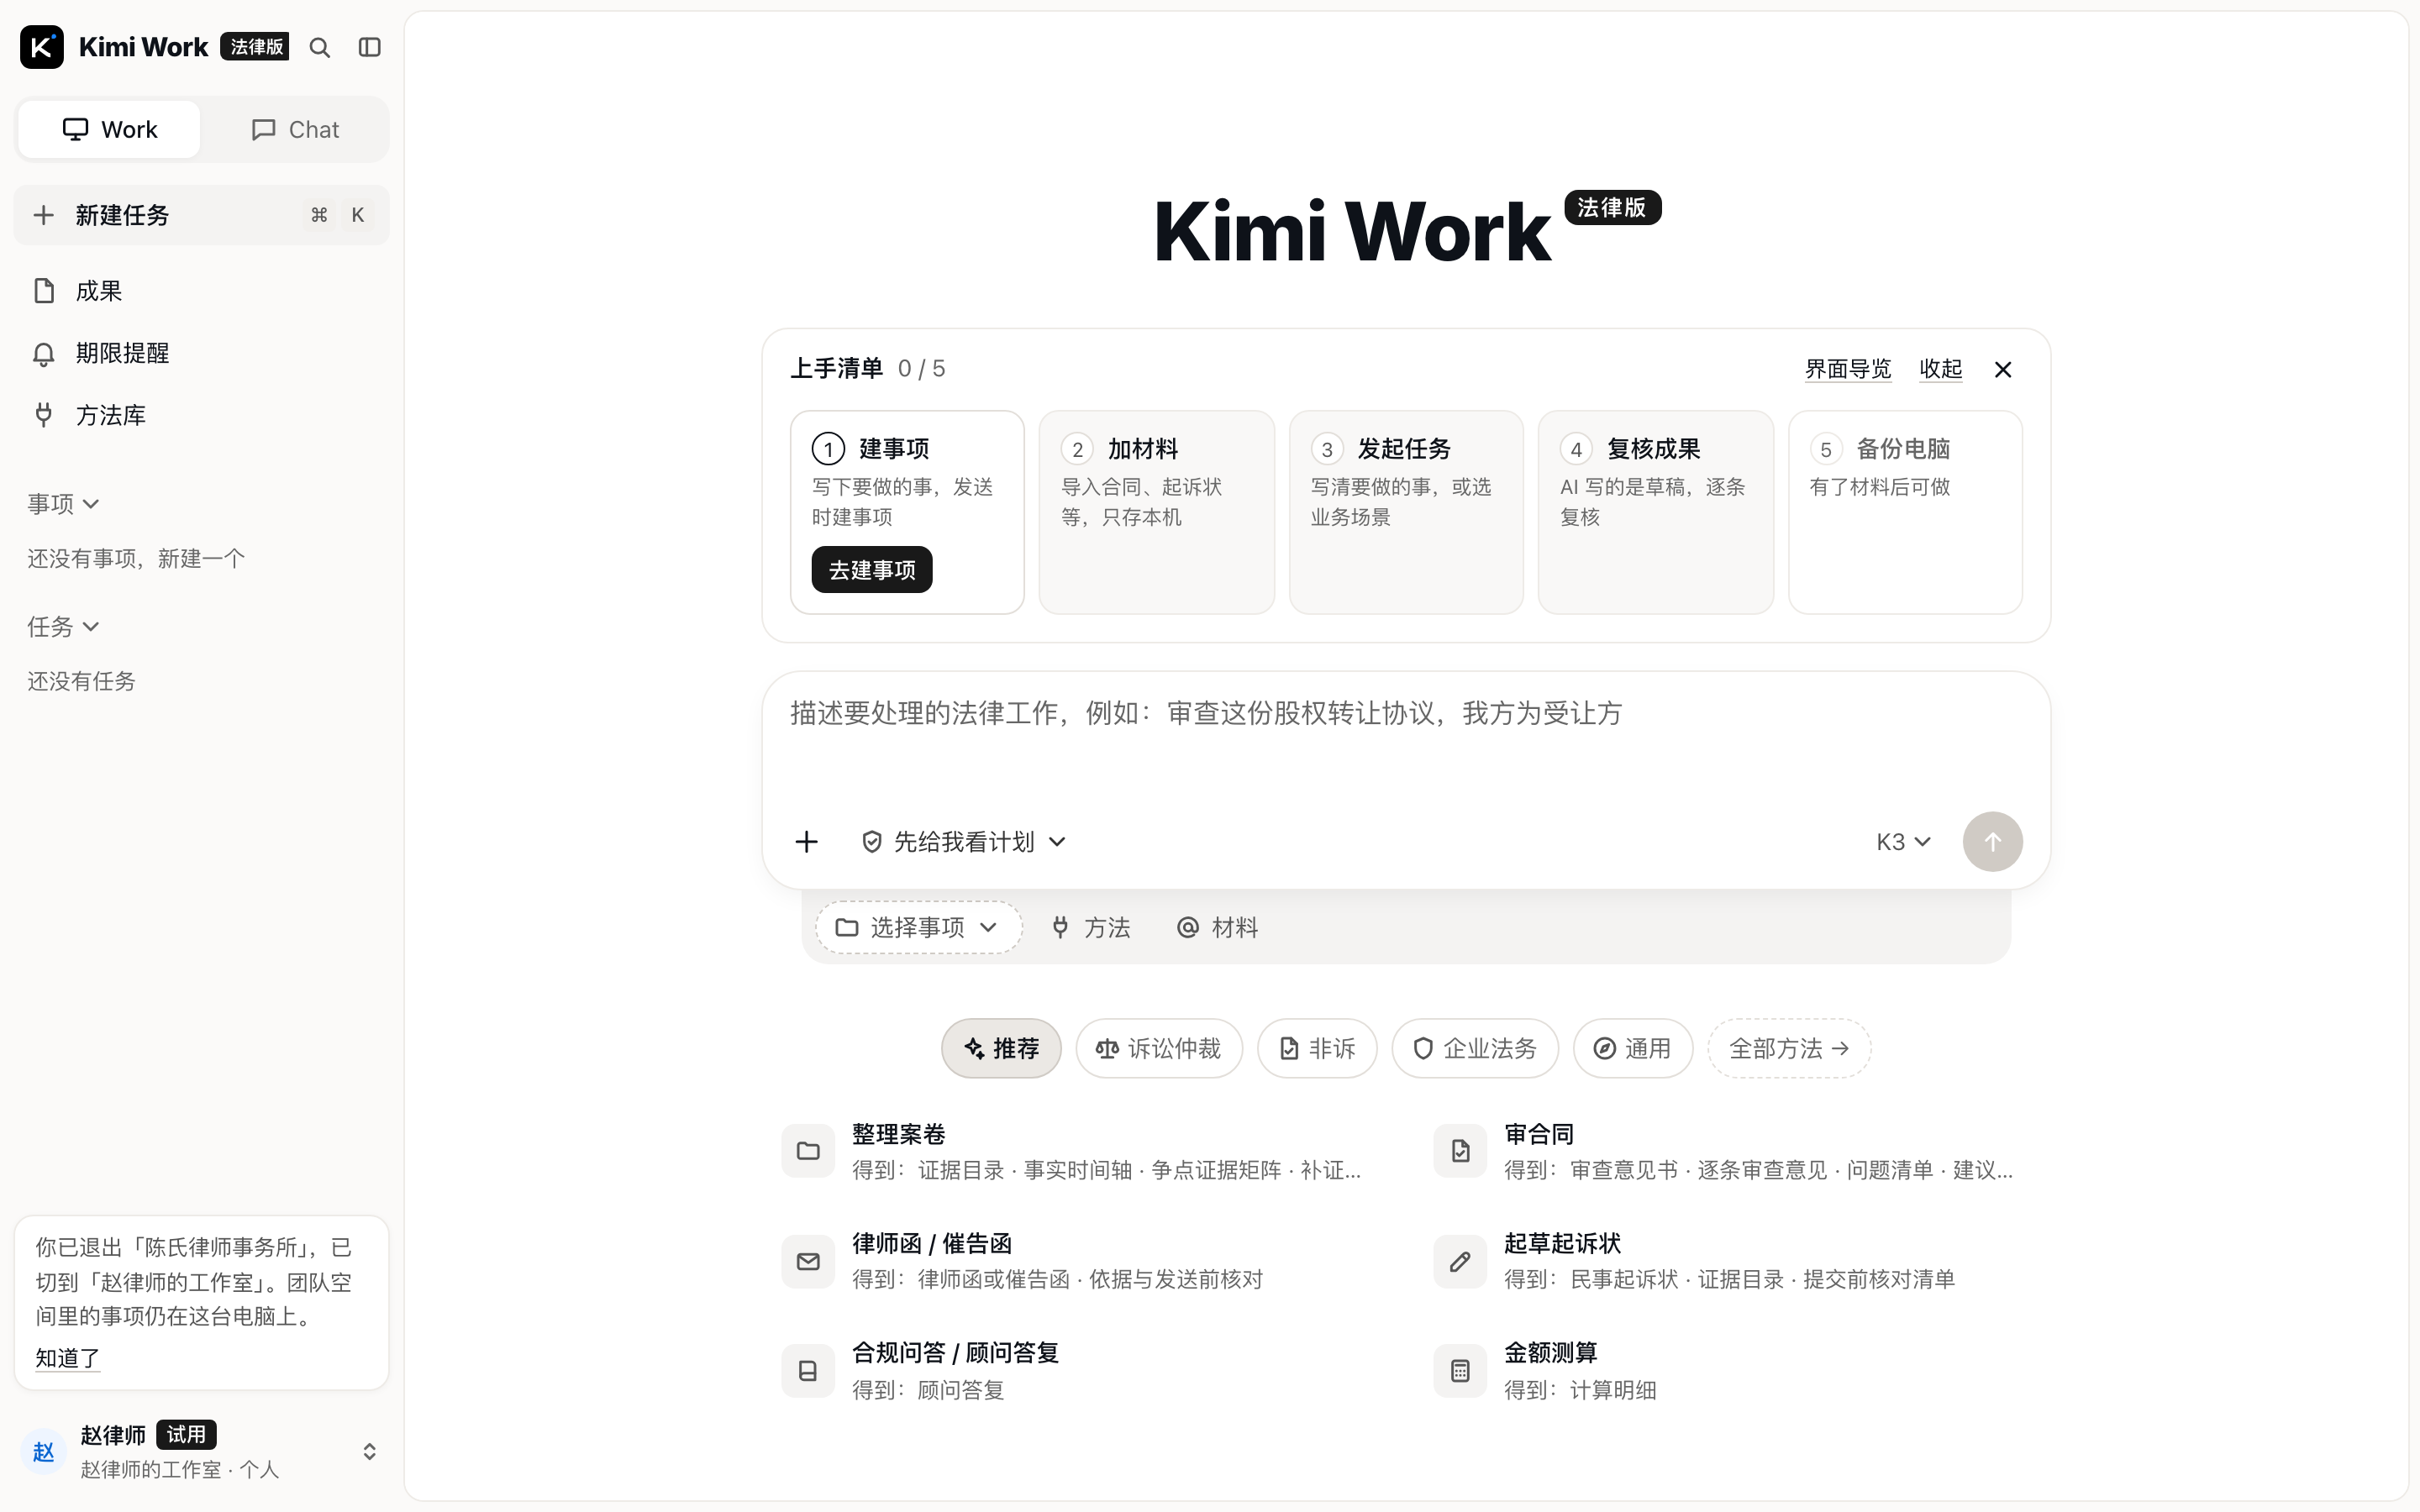 Kimi Work 法律版
Work
Chat
新建任务 ⌘ K
成果
期限提醒
方法库
事项
还没有事项，新建一个
任务
还没有任务
你已退出「陈氏律师事务所」，已
切到「赵律师的工作室」。团队空
间里的事项仍在这台电脑上。
知道了
赵 赵律师 试用
赵律师的工作室 · 个人
Kimi Work 法律版
上手清单 0 / 5
界面导览 收起
1 建事项
写下要做的事，发送
时建事项
去建事项
2 加材料
导入合同、起诉状
等，只存本机
3 发起任务
写清要做的事，或选
业务场景
4 复核成果
AI 写的是草稿，逐条
复核
5 备份电脑
有了材料后可做
描述要处理的法律工作，例如：审查这份股权转让协议，我方为受让方
先给我看计划
K3
选择事项 方法 材料
推荐 诉讼仲裁 非诉 企业法务 通用 全部方法 →
整理案卷
得到：证据目录 · 事实时间轴 · 争点证据矩阵 · 补证...
审合同
得到：审查意见书 · 逐条审查意见 · 问题清单 · 建议...
律师函 / 催告函
得到：律师函或催告函 · 依据与发送前核对
起草起诉状
得到：民事起诉状 · 证据目录 · 提交前核对清单
合规问答 / 顾问答复
得到：顾问答复
金额测算
得到：计算明细